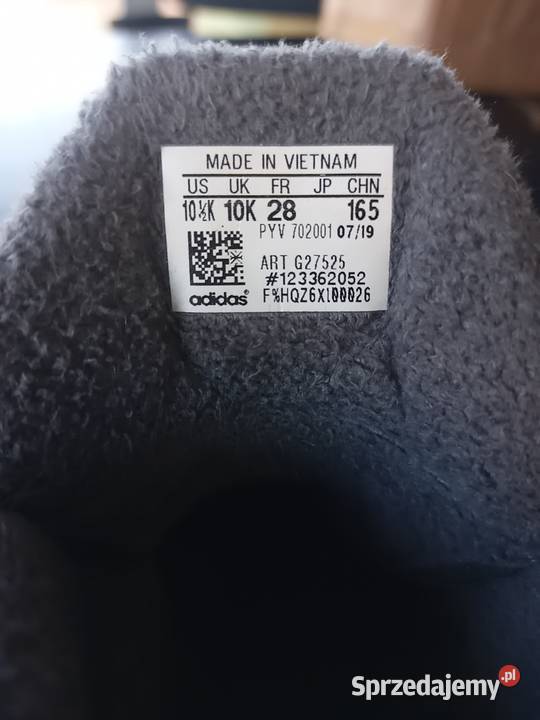 MADE IN VIETNAM
US UK FR JP CHN
10½K 10K 28 165
PYV 702001 07/19
ART G27525
#123362052
adidas® F%HQZ6X100026
Sprzedajemy.pl